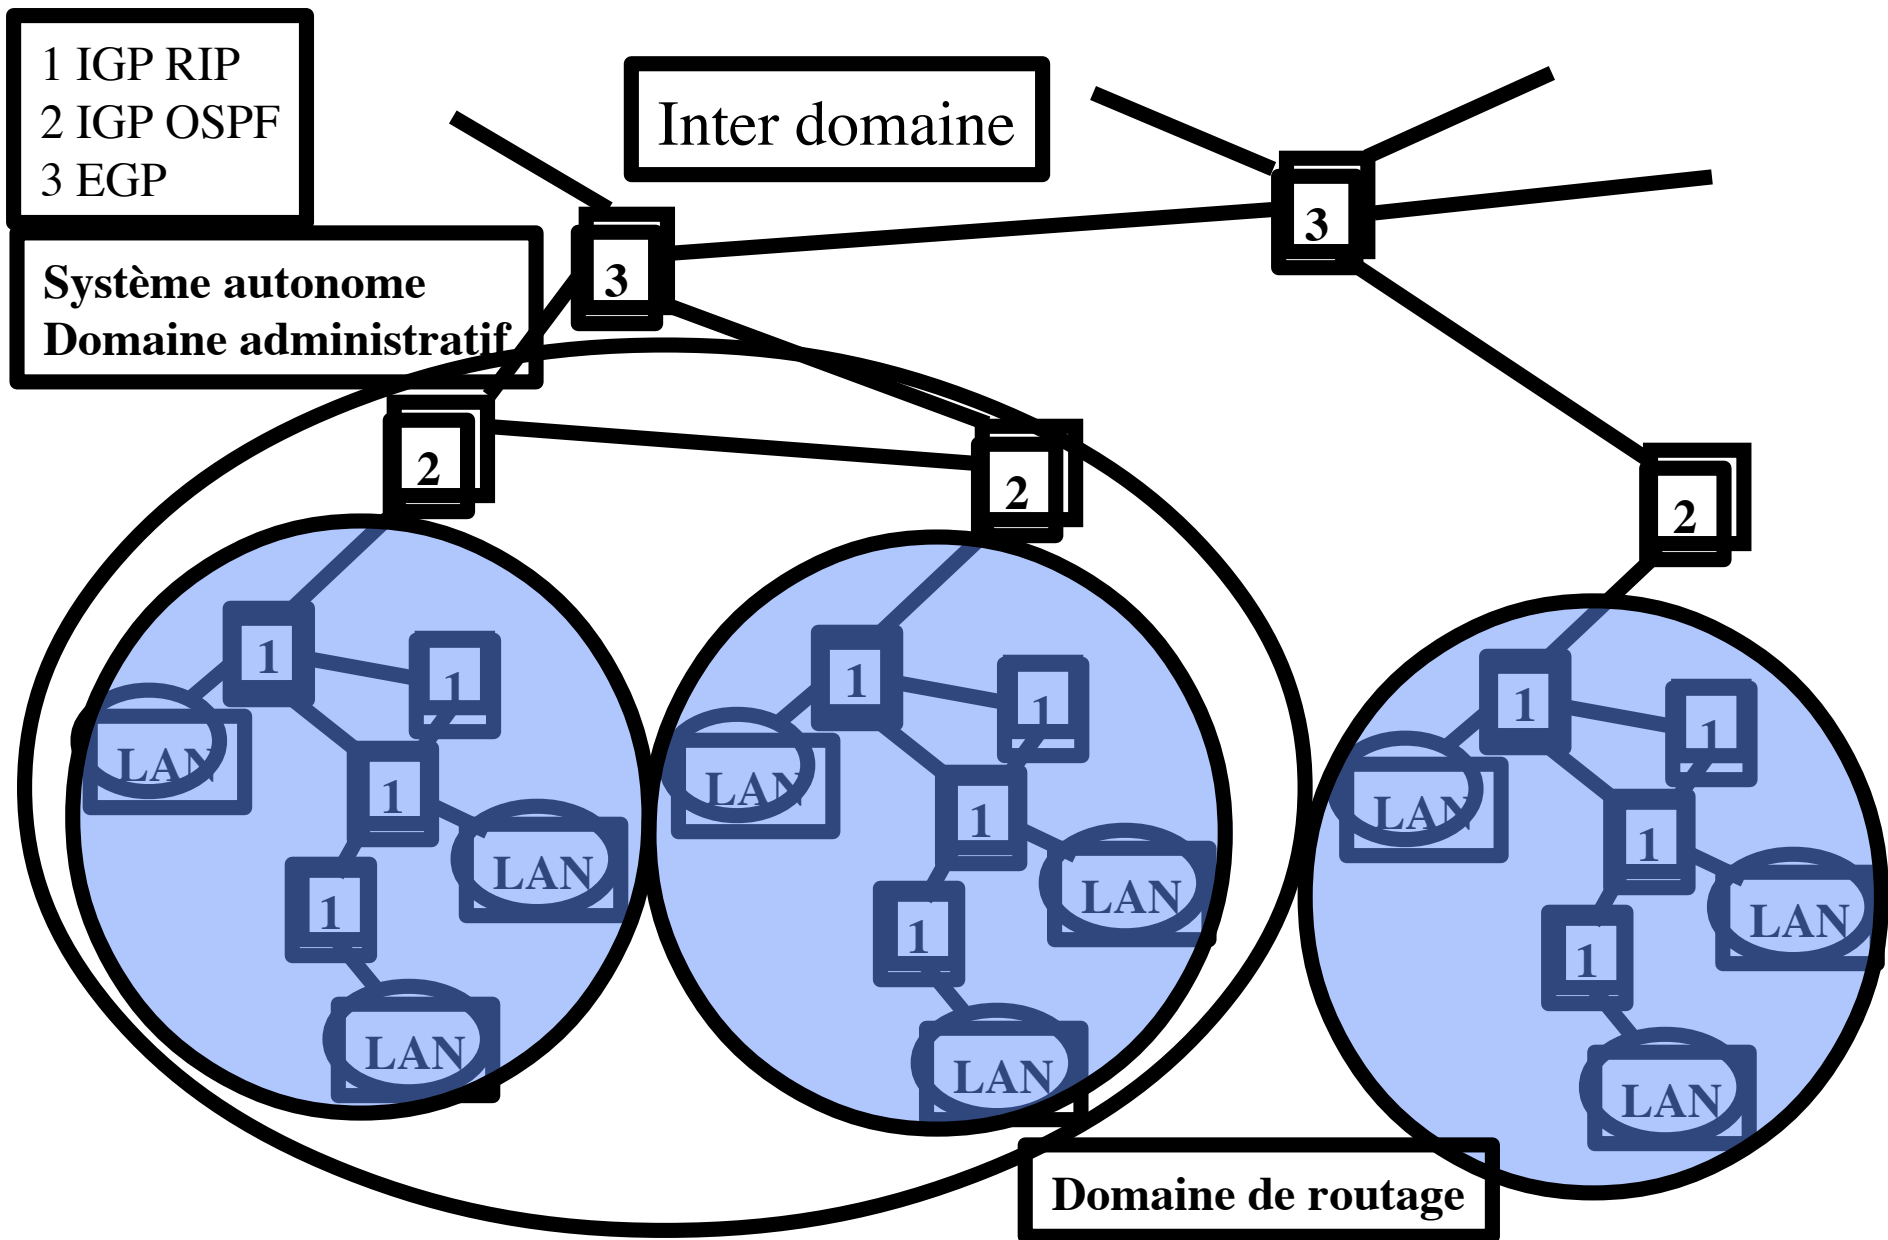 1 IGP RIP
2 IGP OSPF
3 EGP
Inter domaine
3
3
Système autonome
Domaine administratif
2
2
2
1
1
LAN
1
LAN
1
LAN
1
1
LAN
1
LAN
1
LAN
1
1
LAN
1
LAN
1
LAN
Domaine de routage